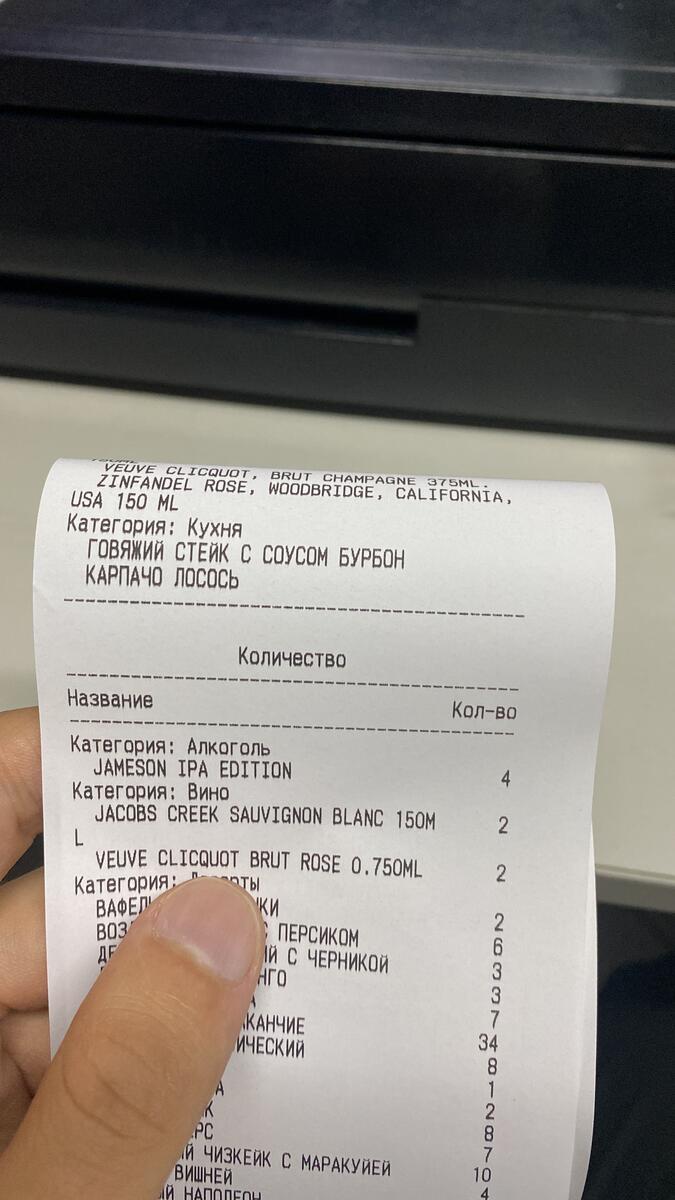 VEUVE CLICQUOT, BRUT CHAMPAGNE 375ML.
ZINFANDEL ROSE, WOODBRIDGE, CALIFORNIA,
USA 150 ML
Категория: Кухня
ГОВЯЖИЙ СТЕЙК С СОУСОМ БУРБОН
КАРПАЧО ЛОСОСЬ
Количество
Название Кол-во
Категория: Алкоголь
JAMESON IPA EDITION 4
Категория: Вино
JACOBS CREEK SAUVIGNON BLANC 150M 2
L
VEUVE CLICQUOT BRUT ROSE 0.750ML 2
Категория:
2
С ПЕРСИКОМ 6
С ЧЕРНИКОЙ 3
3
7
34
8
1
2
8
7
ЧИЗКЕЙК С МАРАКУЙЕЙ 10
ВИШНЕЙ 4
НАПОЛЕОН